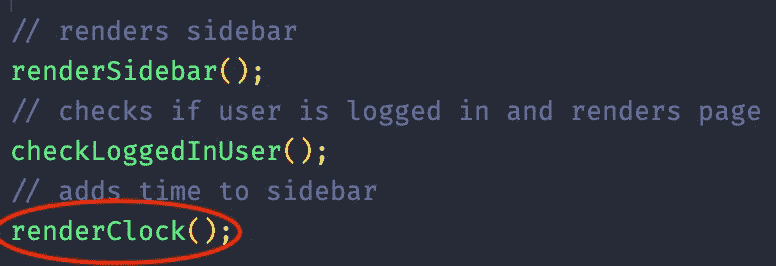 // renders sidebar
renderSidebar();
// checks if user is logged in and renders page
checkLoggedInUser();
// adds time to sidebar
renderClock();